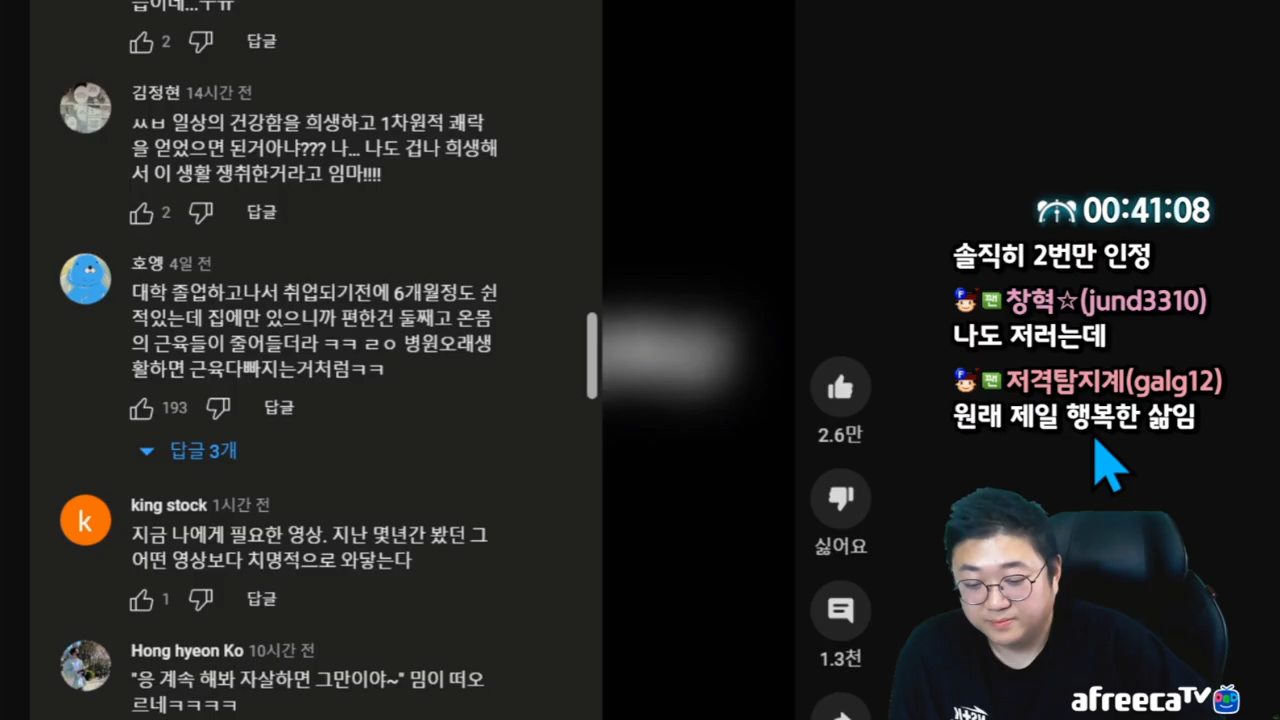 2
답글
김정현 14시간 전
ㅆㅂ 일상의 건강함을 희생하고 1차원적 쾌락
을 얻었으면 된거아냐??? 나... 나도 겁나 희생해
서 이 생활 쟁취한거라고 임마!!!!
2
답글
호엥 4일 전
대학 졸업하고나서 취업되기전에 6개월정도 쉰
적있는데 집에만 있으니까 편한건 둘째고 온몸
의 근육들이 줄어들더라 ㅋㅋ ㄹㅇ 병원오래생
활하면 근육다빠지는거처럼ㅋㅋ
193
답글
답글 3개
k
king stock 1시간 전
지금 나에게 필요한 영상. 지난 몇년간 봤던 그
어떤 영상보다 치명적으로 와닿는다
1
답글
Hong hyeon Ko 10시간 전
"응 계속 해봐 자살하면 그만이야~" 밈이 떠오
르네ㅋㅋㅋㅋ
2.6만
싫어요
1.3천
00:41:08
솔직히 2번만 인정
F 팬 창혁☆(jund3310)
나도 저러는데
F 팬 저격탐지계(galg12)
원래 제일 행복한 삶임
afreecaTV